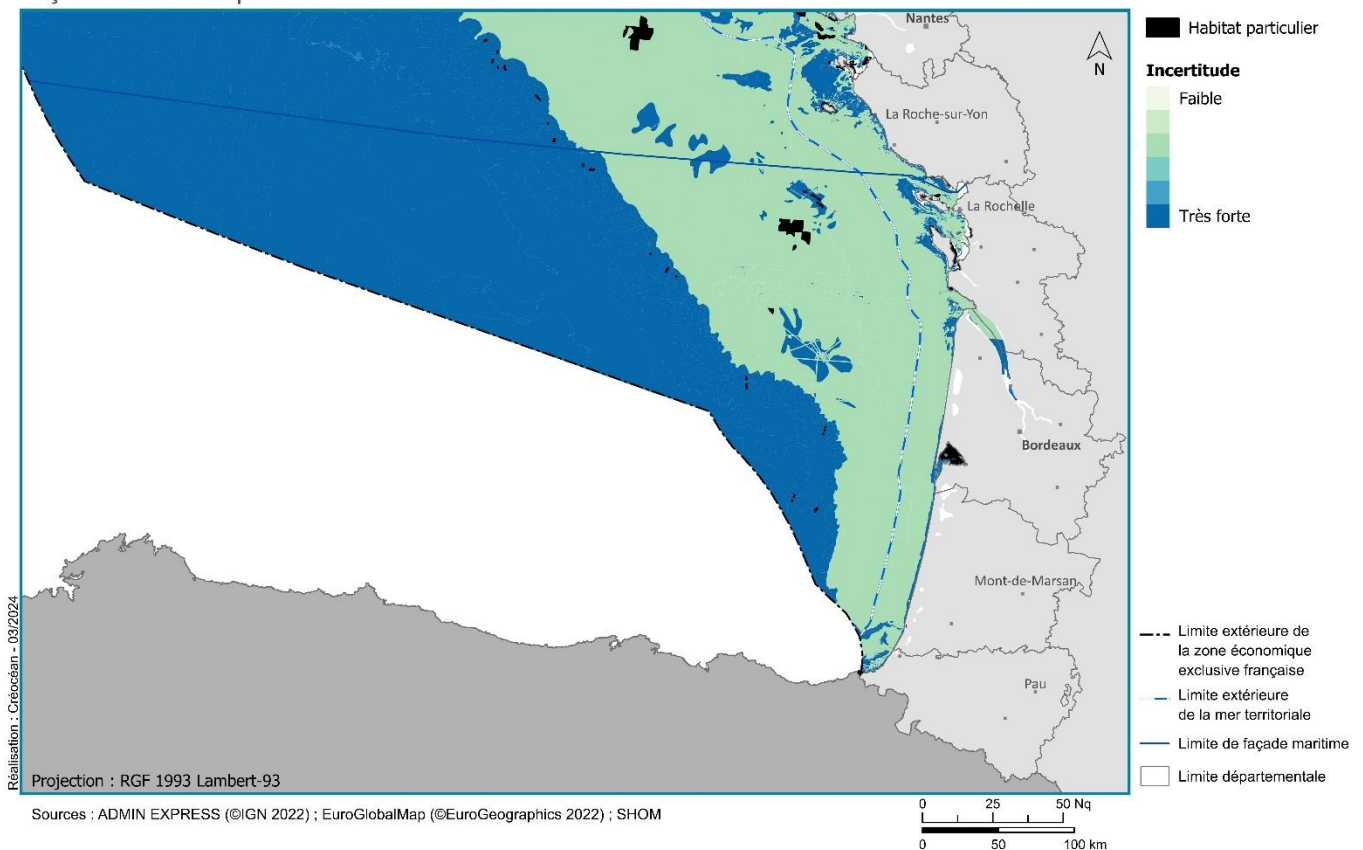 Nantes
Habitat particulier
N
Incertitude
Faible
La Roche-sur-Yon
La Rochelle
Très forte
Bordeaux
Mont-de-Marsan
Pau
Limite extérieure de
la zone économique
exclusive française
Limite extérieure
de la mer territoriale
Limite de façade maritime
Limite départementale
Réalisation : Créocéan - 03/2024
Projection : RGF 1993 Lambert-93
Sources : ADMIN EXPRESS (©IGN 2022) ; EuroGlobalMap (©EuroGeographics 2022) ; SHOM
0 25 50 Nq
0 50 100 km